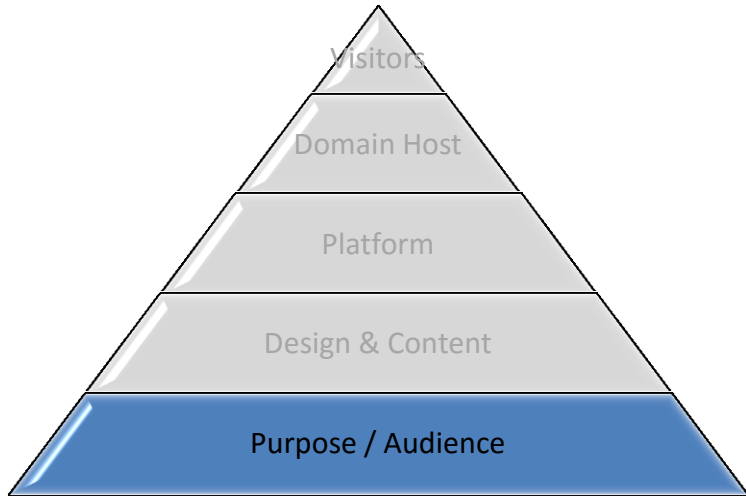 Visitors
Domain Host
Platform
Design & Content
Purpose / Audience